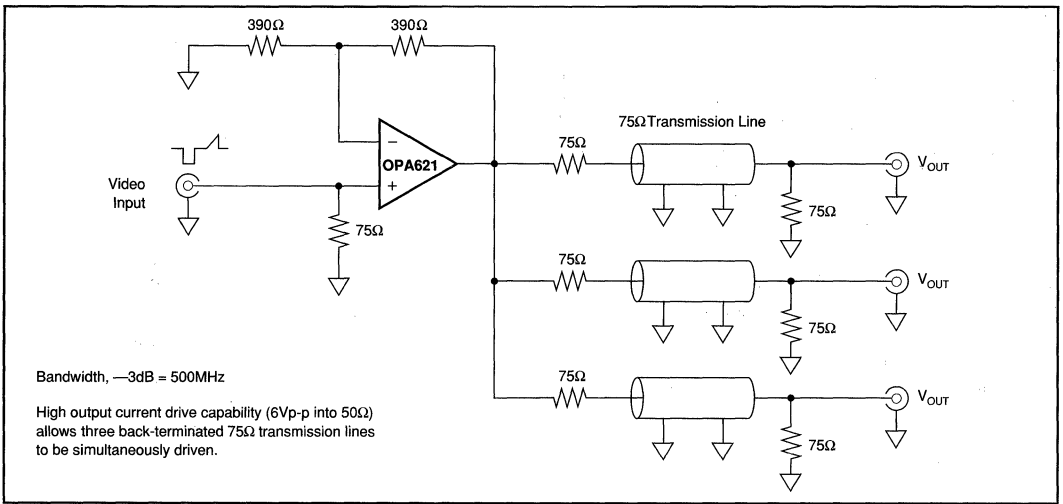 390Ω
390Ω
75Ω Transmission Line
75Ω
OPA621
−
+
VOUT
Video
Input
75Ω
75Ω
75Ω
VOUT
75Ω
75Ω
VOUT
75Ω
Bandwidth, —3dB = 500MHz
High output current drive capability (6Vp-p into 50Ω)
allows three back-terminated 75Ω transmission lines
to be simultaneously driven.